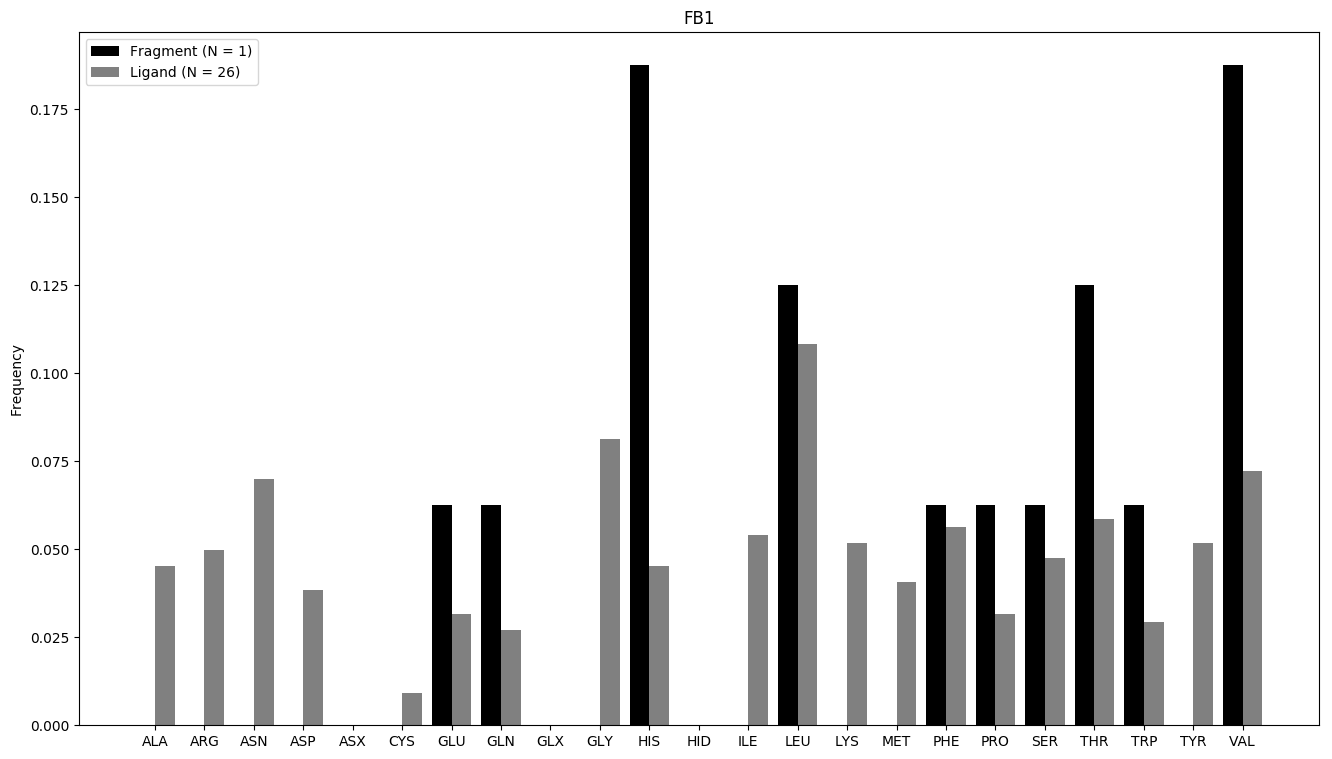 FB1
Fragment (N = 1)
Ligand (N = 26)
0.175
0.150
0.125
0.100
0.075
0.050
0.025
0.000
Frequency
ALA ARG ASN ASP ASX CYS GLU GLN GLX GLY HIS HID ILE LEU LYS MET PHE PRO SER THR TRP TYR VAL